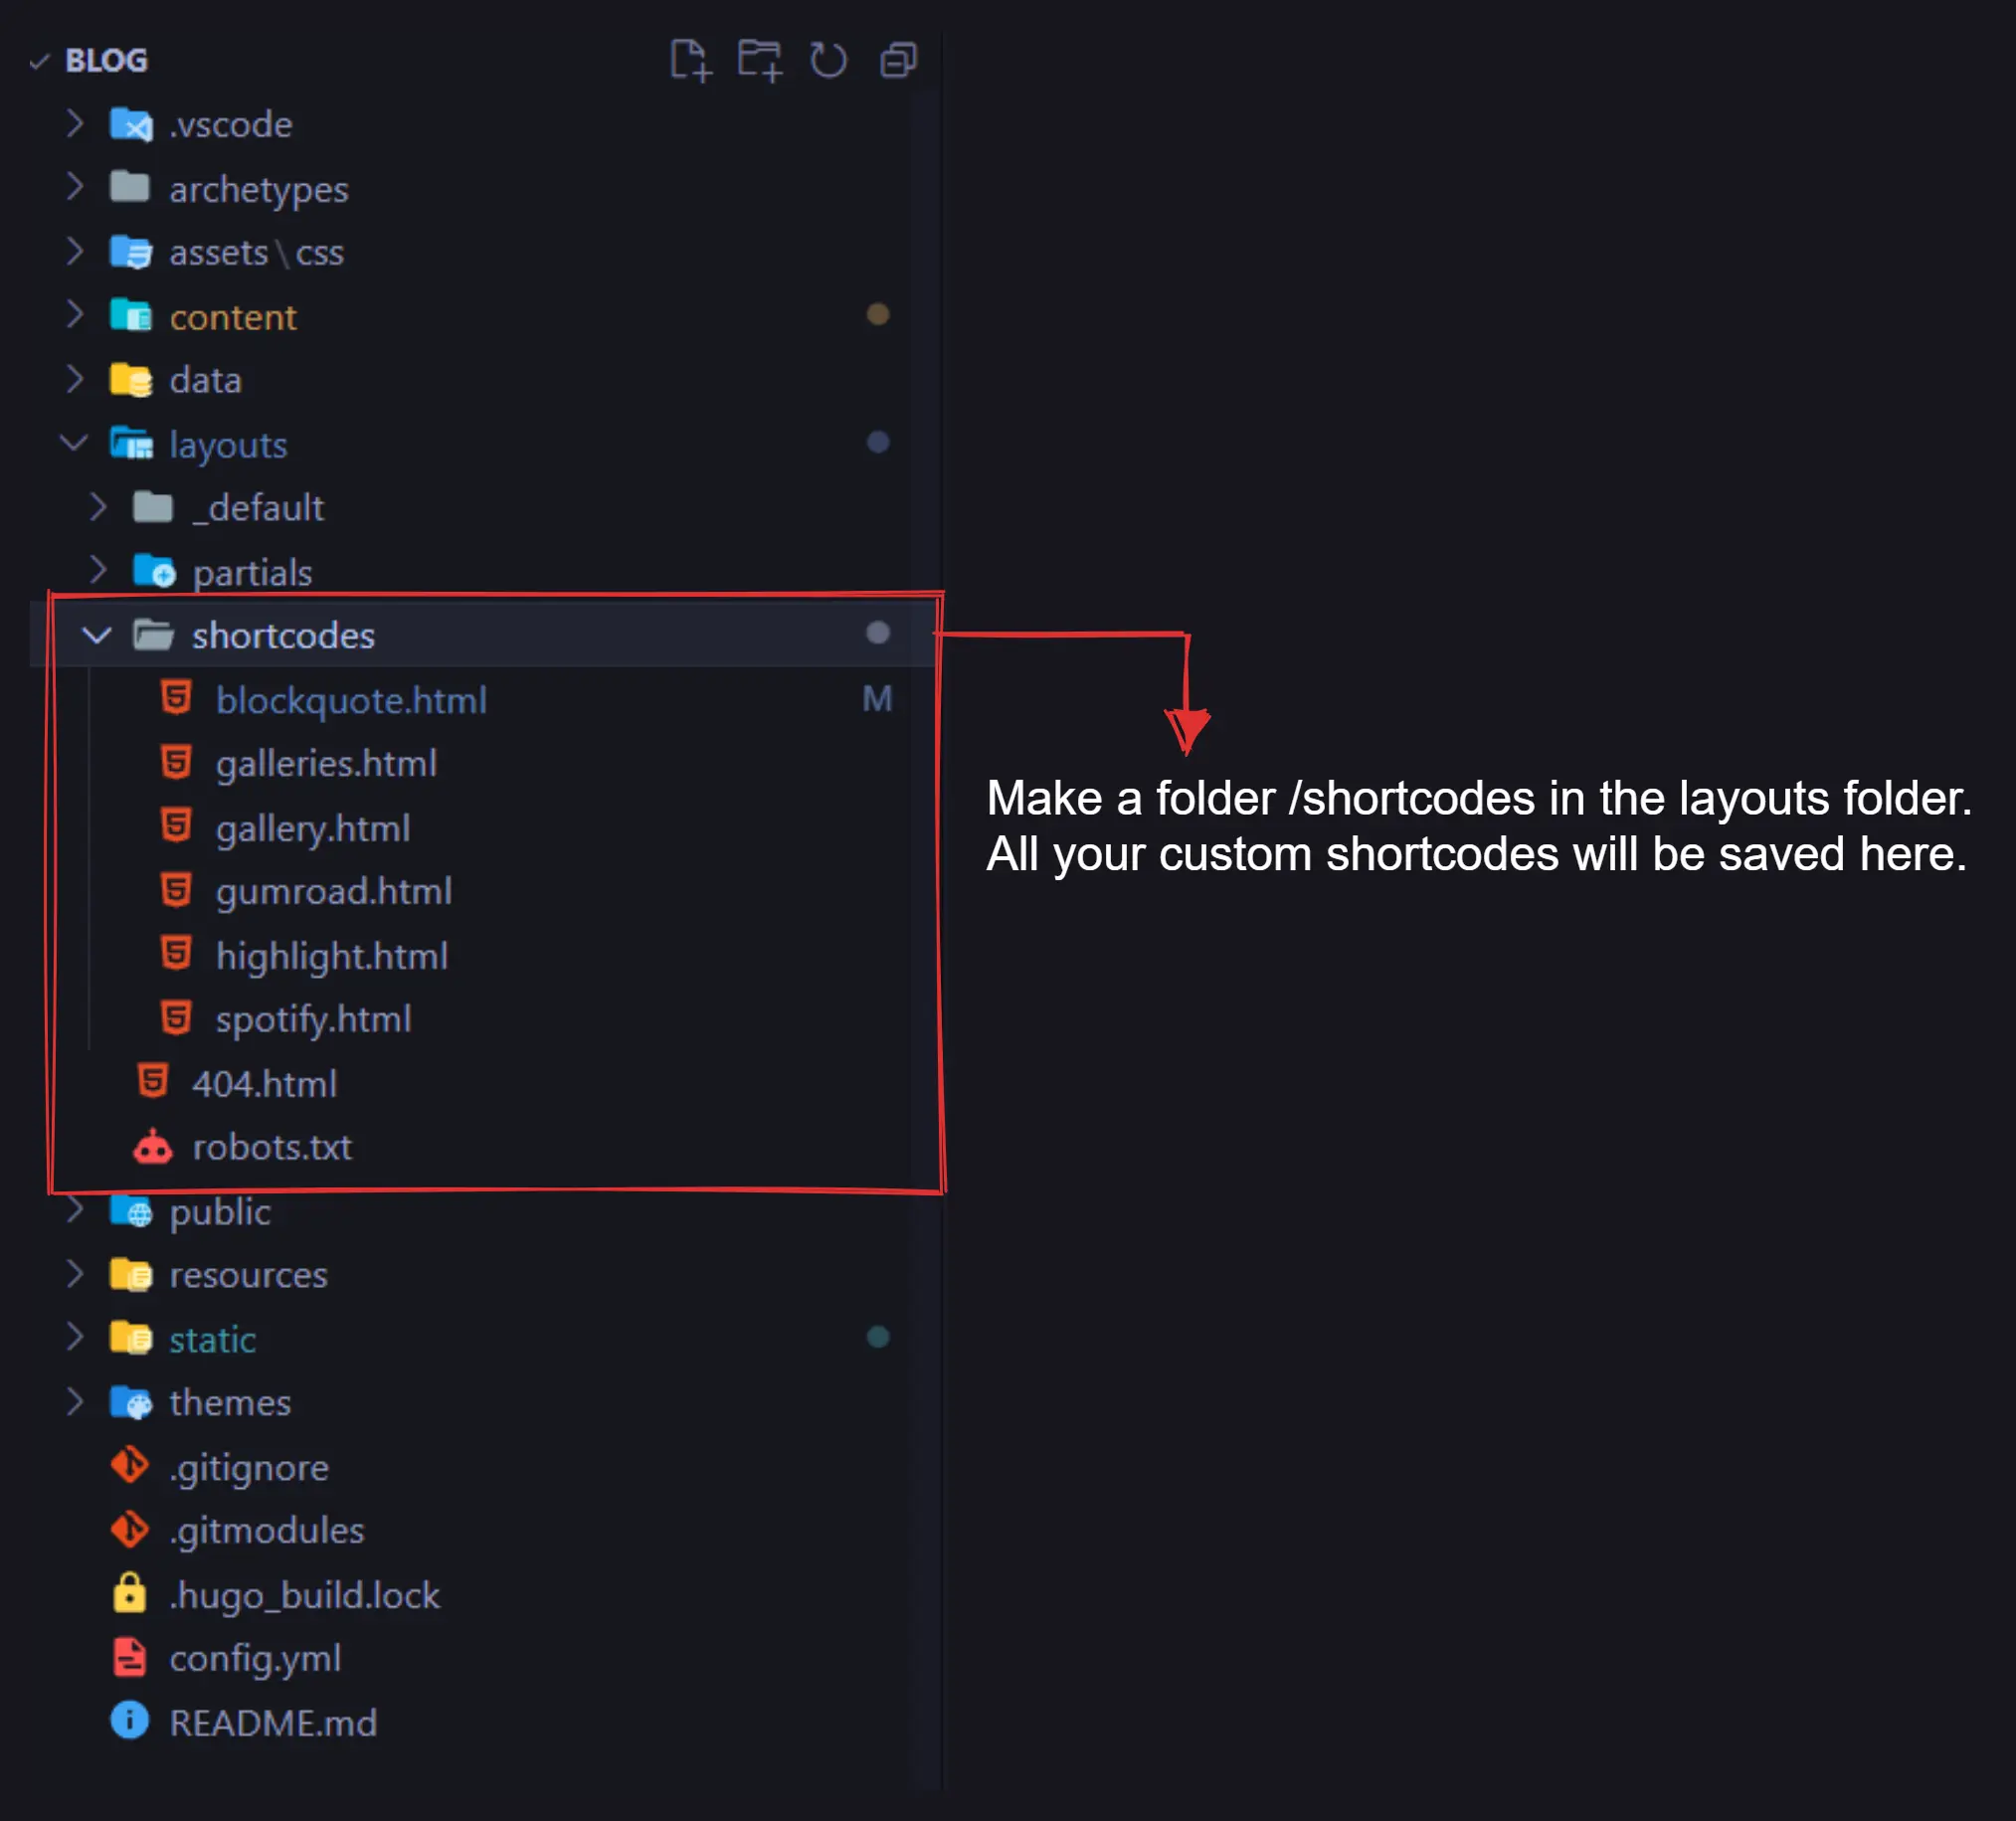 BLOG
.vscode
archetypes
assets\css
content
data
layouts
_default
partials
shortcodes
blockquote.html M
galleries.html
gallery.html
gumroad.html
highlight.html
spotify.html
404.html
robots.txt
public
resources
static
themes
.gitignore
.gitmodules
.hugo_build.lock
config.yml
README.md
Make a folder /shortcodes in the layouts folder.
All your custom shortcodes will be saved here.